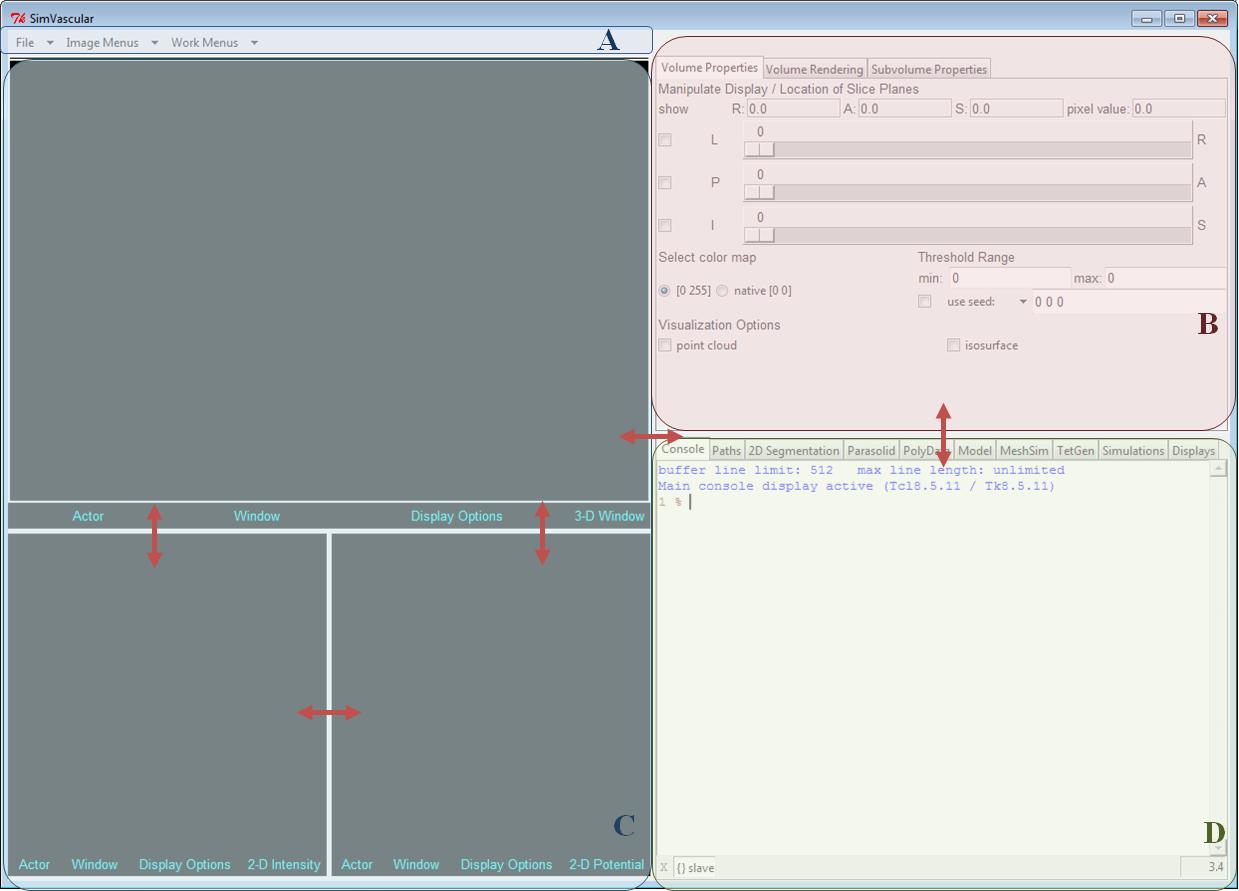 SimVascular
File Image Menus Work Menus
A
Volume Properties Volume Rendering Subvolume Properties
Manipulate Display / Location of Slice Planes
show R: 0.0 A: 0.0 S: 0.0 pixel value: 0.0
0
L R
0
P A
0
I S
Select color map Threshold Range
min: 0 max: 0
[0 255] native [0 0]
use seed: 0 0 0
B
Visualization Options
point cloud isosurface
Console Paths 2D Segmentation Parasolid PolyData Model MeshSim TetGen Simulations Displays
buffer line limit: 512 max line length: unlimited
Main console display active (Tcl8.5.11 / Tk8.5.11)
1 %
Actor Window Display Options 3-D Window
C
D
Actor Window Display Options 2-D Intensity Actor Window Display Options 2-D Potential
X {} slave 3.4